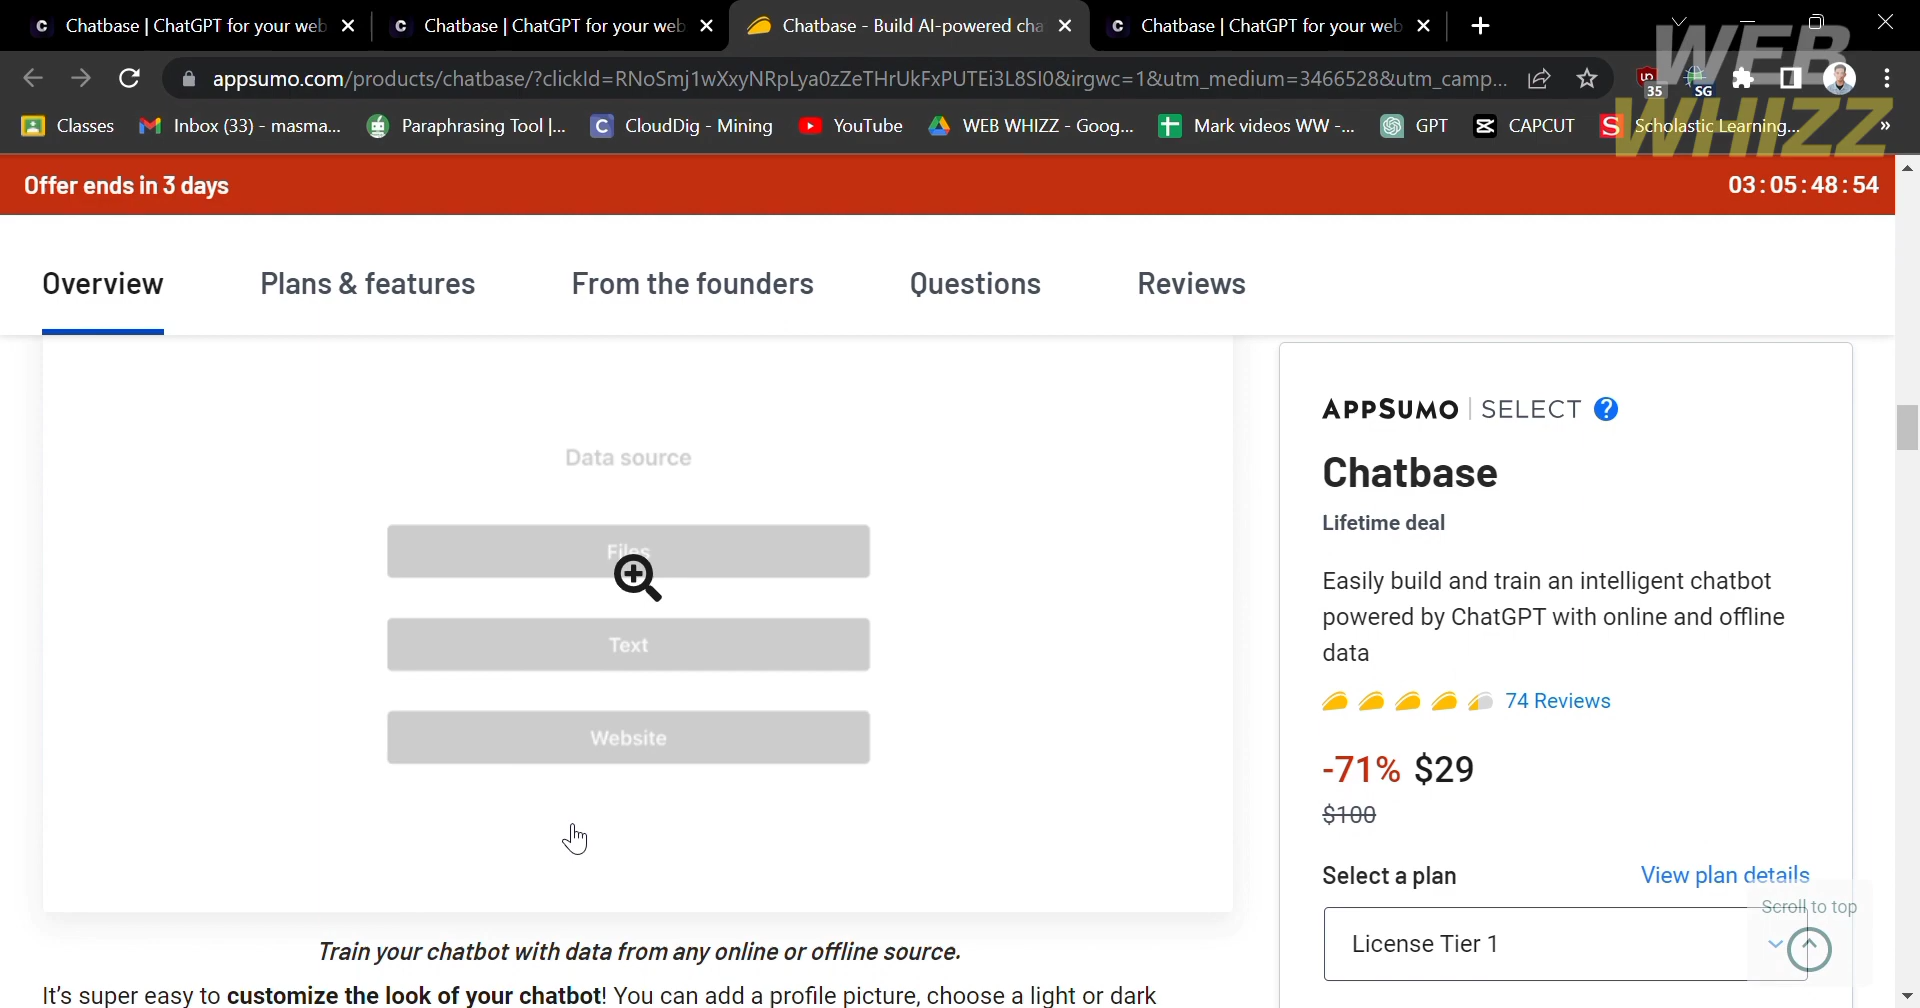 Chatbase | ChatGPT for your web
Chatbase | ChatGPT for your web
Chatbase - Build AI-powered cha
Chatbase | ChatGPT for your web
appsumo.com/products/chatbase/?clickId=RNoSmj1wXxyNRpLya0zZeTHrUkFxPUTEi3L8SI0&irgwc=1&utm_medium=3466528&utm_camp...
35
SG
WEB
WHIZZ
Classes
Inbox (33) - masma...
Paraphrasing Tool |...
CloudDig - Mining
YouTube
WEB WHIZZ - Goog...
Mark videos WW -...
GPT
CAPCUT
Scholastic Learning...
Offer ends in 3 days
03:05:48:54
Overview
Plans & features
From the founders
Questions
Reviews
Data source
Files
Text
Website
Train your chatbot with data from any online or offline source.
It's super easy to customize the look of your chatbot! You can add a profile picture, choose a light or dark
APPSUMO | SELECT ?
Chatbase
Lifetime deal
Easily build and train an intelligent chatbot
powered by ChatGPT with online and offline
data
74 Reviews
-71% $29
$100
Select a plan
View plan details
Scroll to top
License Tier 1